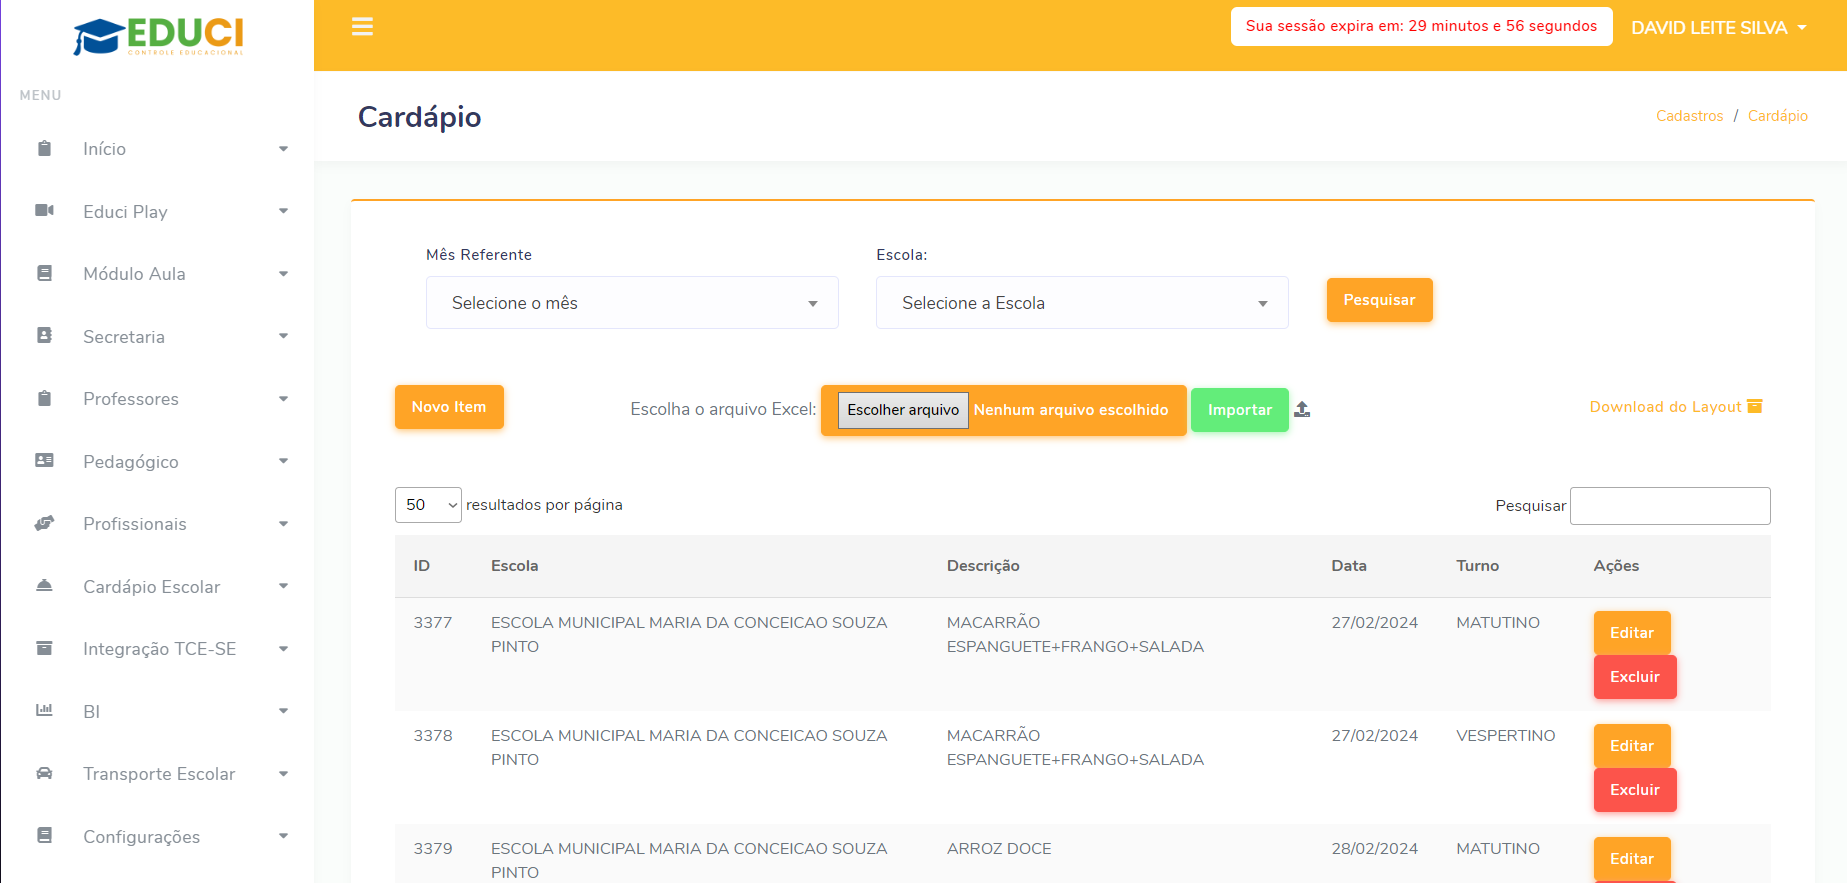 EDUCI
CONTROLE EDUCACIONAL
Sua sessão expira em: 29 minutos e 56 segundos
DAVID LEITE SILVA
MENU
Início
Educi Play
Módulo Aula
Secretaria
Professores
Pedagógico
Profissionais
Cardápio Escolar
Integração TCE-SE
BI
Transporte Escolar
Configurações
Cardápio
Cadastros / Cardápio
Mês Referente
Escola:
Selecione o mês
Selecione a Escola
Pesquisar
Novo Item
Escolha o arquivo Excel:
Escolher arquivo
Nenhum arquivo escolhido
Importar
Download do Layout
50 resultados por página
Pesquisar
ID Escola Descrição Data Turno Ações
3377 ESCOLA MUNICIPAL MARIA DA CONCEICAO SOUZA MACARRÃO 27/02/2024 MATUTINO Editar
PINTO ESPANGUETE+FRANGO+SALADA
Excluir
3378 ESCOLA MUNICIPAL MARIA DA CONCEICAO SOUZA MACARRÃO 27/02/2024 VESPERTINO Editar
PINTO ESPANGUETE+FRANGO+SALADA
Excluir
3379 ESCOLA MUNICIPAL MARIA DA CONCEICAO SOUZA ARROZ DOCE 28/02/2024 MATUTINO Editar
PINTO